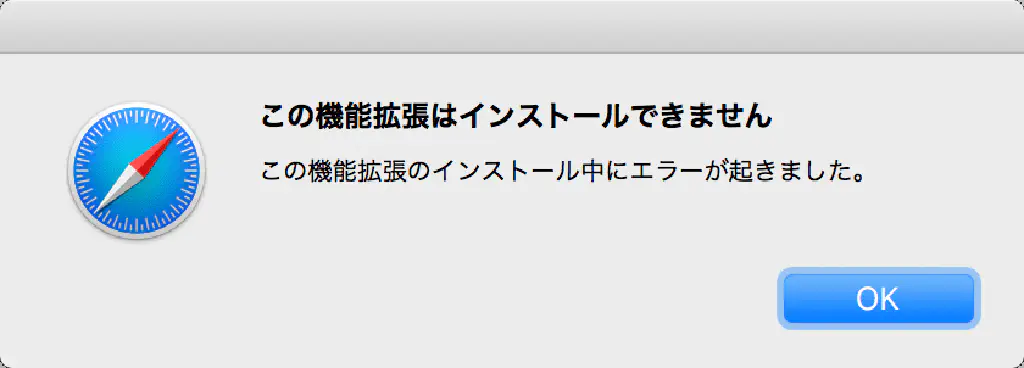 この機能拡張はインストールできません
この機能拡張のインストール中にエラーが起きました。
OK